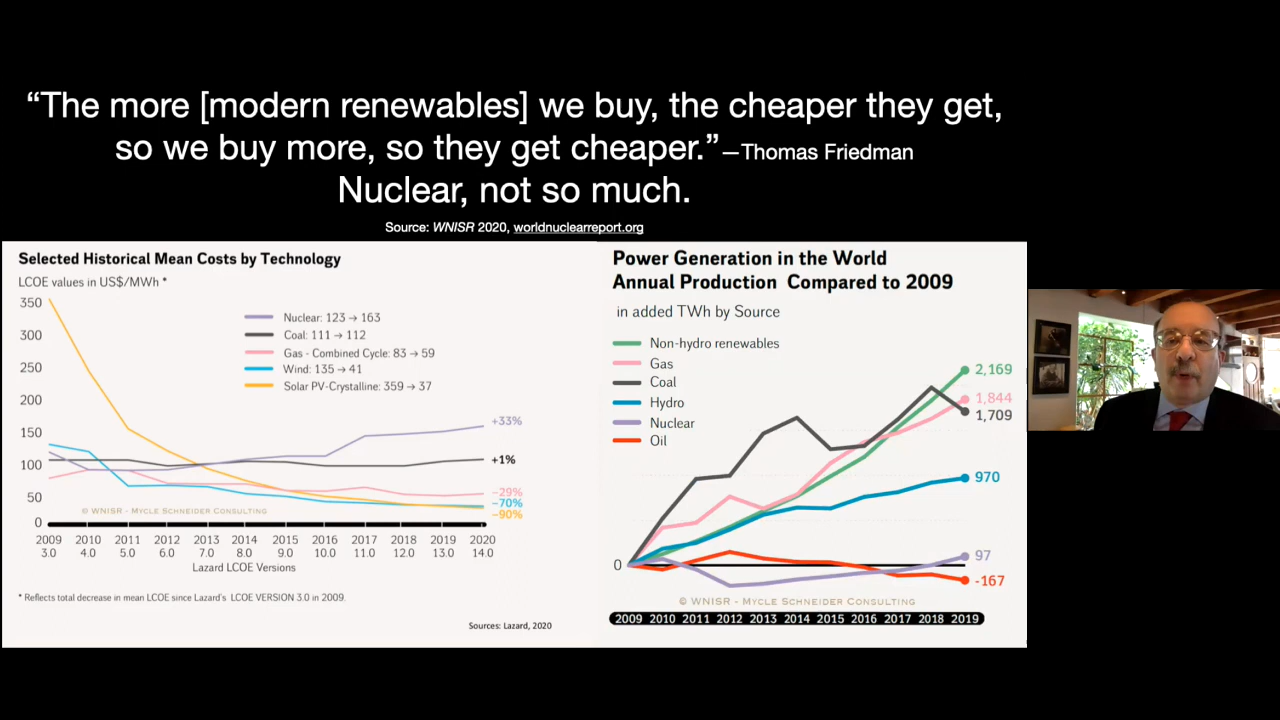 “The more [modern renewables] we buy, the cheaper they get,
so we buy more, so they get cheaper.”—Thomas Friedman
Nuclear, not so much.
Source: WNISR 2020, worldnuclearreport.org
Selected Historical Mean Costs by Technology
LCOE values in US$/MWh *
350
300
250
200
150
100
50
0
Nuclear: 123 → 163
Coal: 111 → 112
Gas - Combined Cycle: 83 → 59
Wind: 135 → 41
Solar PV-Crystalline: 359 → 37
+33%
+1%
−29%
−70%
−90%
© WNISR - Mycle Schneider Consulting
2009 2010 2011 2012 2013 2014 2015 2016 2017 2018 2019 2020
3.0 4.0 5.0 6.0 7.0 8.0 9.0 10.0 11.0 12.0 13.0 14.0
Lazard LCOE Versions
* Reflects total decrease in mean LCOE since Lazard's LCOE VERSION 3.0 in 2009.
Sources: Lazard, 2020
Power Generation in the World
Annual Production Compared to 2009
in added TWh by Source
Non-hydro renewables
Gas
Coal
Hydro
Nuclear
Oil
2,169
1,844
1,709
970
97
-167
0
© WNISR - Mycle Schneider Consulting
2009 2010 2011 2012 2013 2014 2015 2016 2017 2018 2019